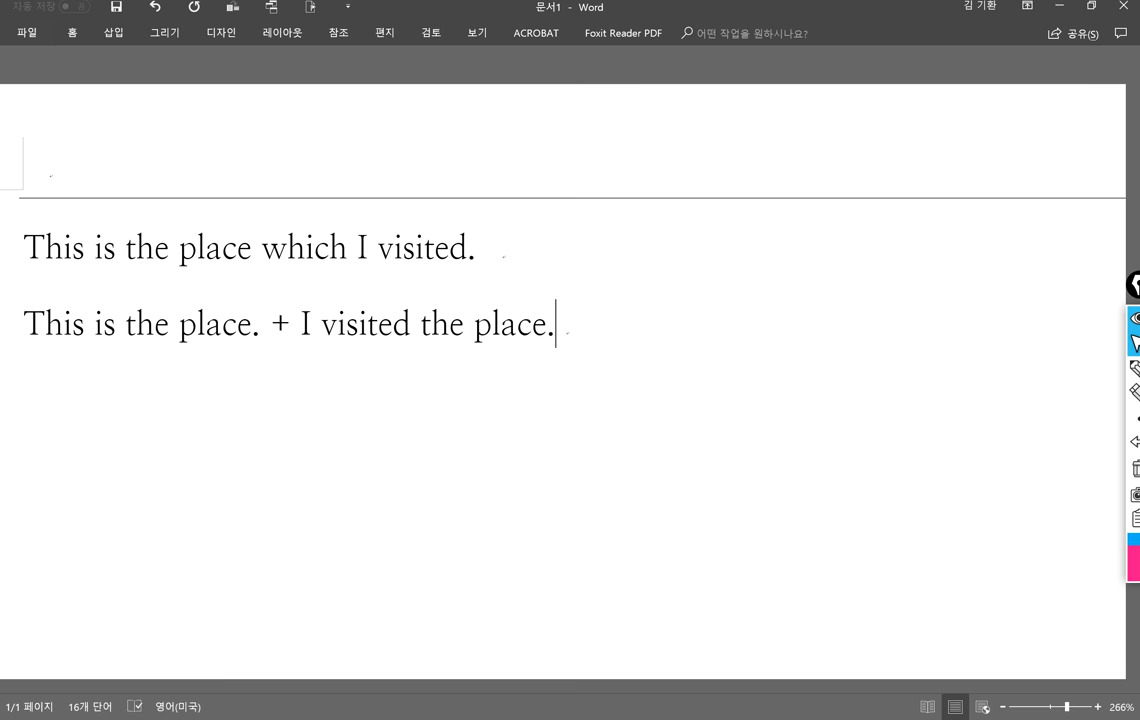 자동 저장
문서1 - Word
김 기환
파일 홈 삽입 그리기 디자인 레이아웃 참조 편지 검토 보기 ACROBAT Foxit Reader PDF 어떤 작업을 원하시나요? 공유(S)
This is the place which I visited.
This is the place. + I visited the place.
1/1 페이지 16개 단어 영어(미국) 266%